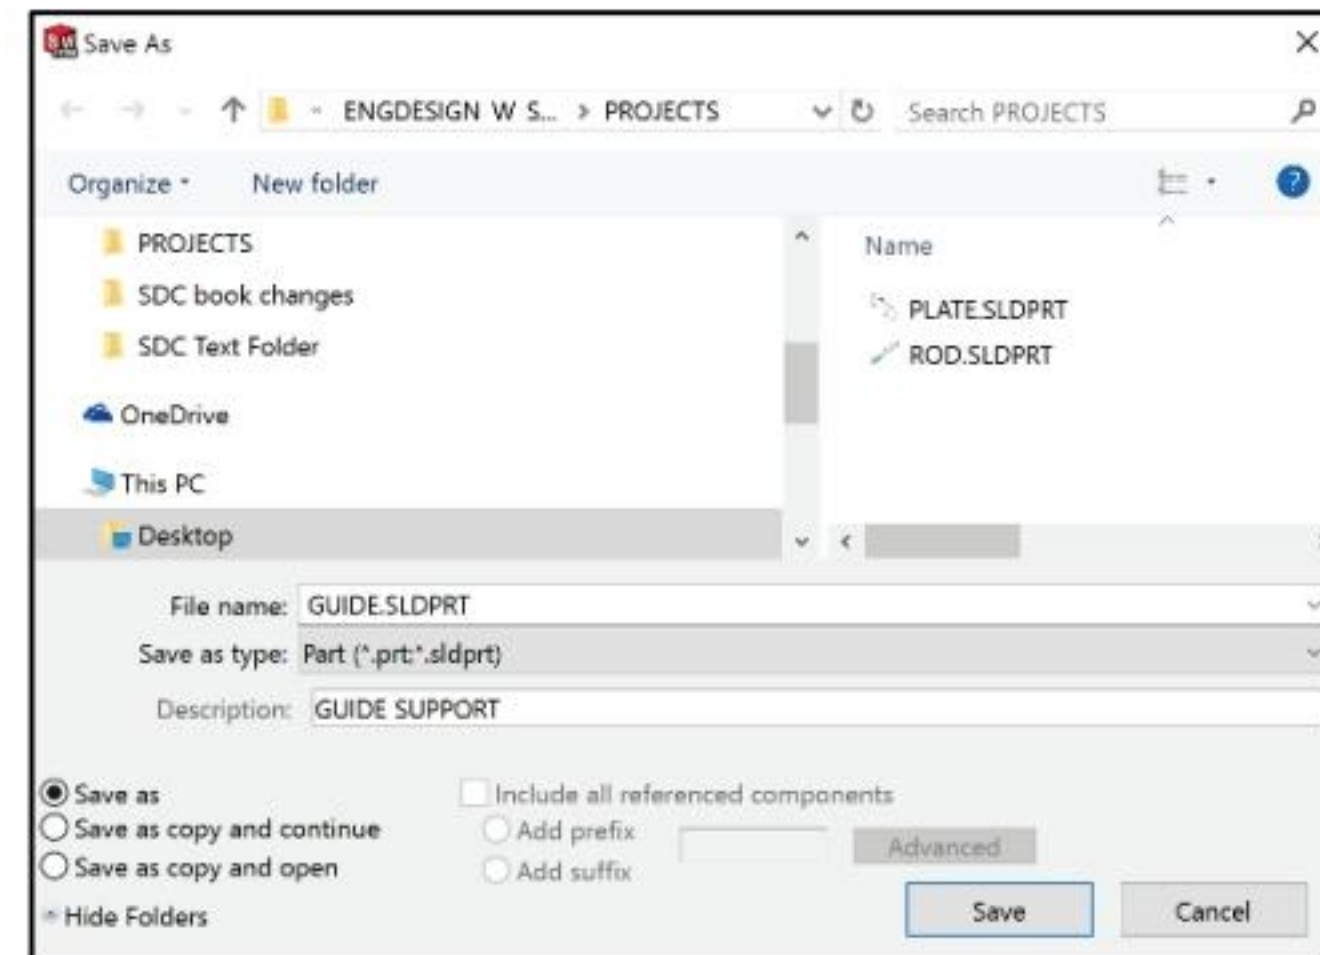 Save As
ENGDESIGN W S... > PROJECTS
Search PROJECTS
Organize
New folder
PROJECTS
SDC book changes
SDC Text Folder
OneDrive
This PC
Desktop
Name
PLATE.SLDPRT
ROD.SLDPRT
File name: GUIDE.SLDPRT
Save as type: Part (*.prt;*.sldprt)
Description: GUIDE SUPPORT
Save as
Save as copy and continue
Save as copy and open
Include all referenced components
Add prefix
Add suffix
Advanced
Hide Folders
Save
Cancel